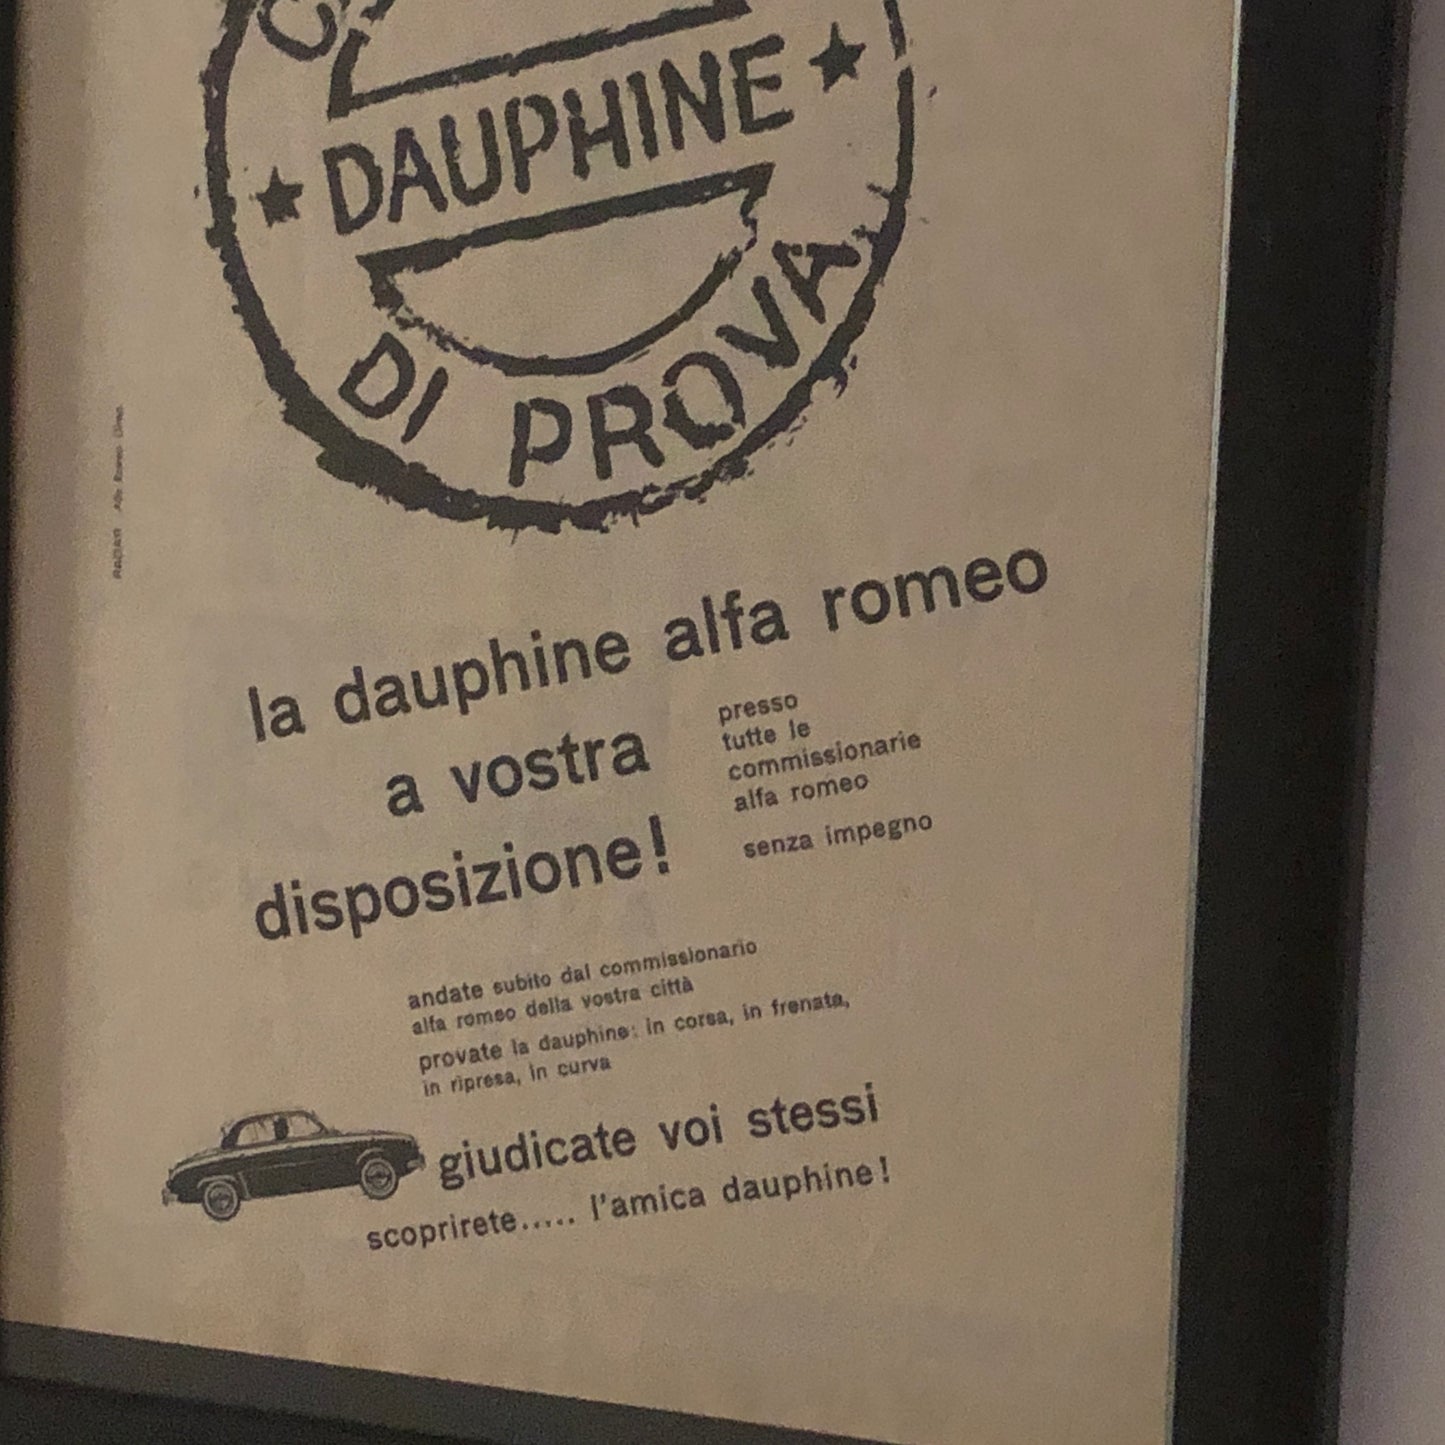 DAUPHINE
DI PROVA
la dauphine alfa romeo
a vostra
disposizione!
presso
tutte le
commissionarie
alfa romeo
senza impegno
andate subito dal commissionario
alfa romeo della vostra città
provate la dauphine: in corsa, in frenata,
in ripresa, in curva
giudicate voi stessi
scoprirete..... l'amica dauphine!